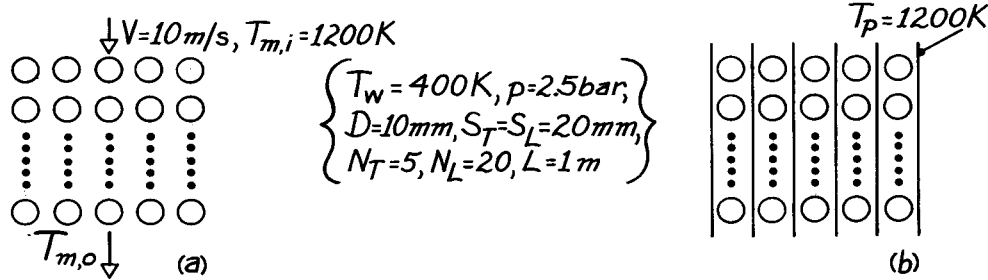 V=10m/s, T_{m,i}=1200K
T_p=1200K
T_w=400K, p=2.5bar,
D=10mm, S_T=S_L=20mm,
N_T=5, N_L=20, L=1m
T_{m,o}
(a)
(b)